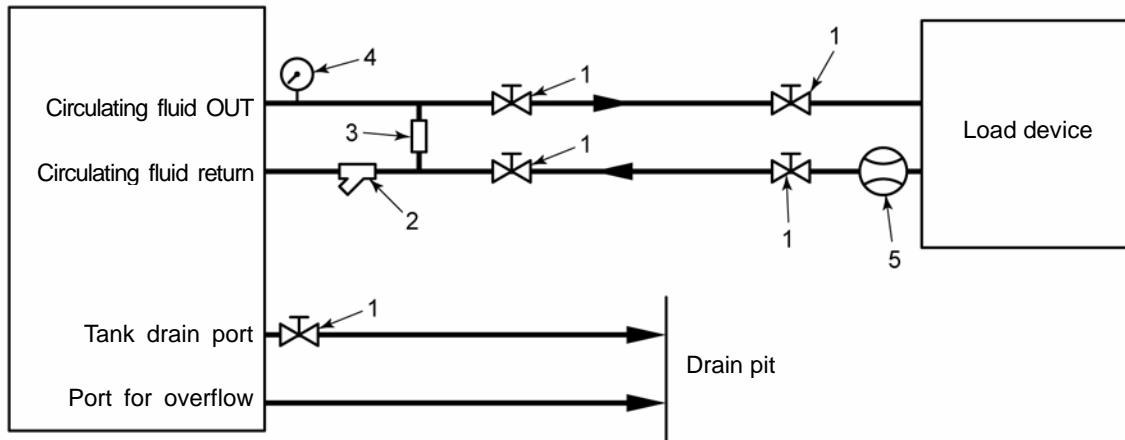 4
1
1
Circulating fluid OUT
3
Load device
1
Circulating fluid return
2
1
5
1
Tank drain port
Drain pit
Port for overflow